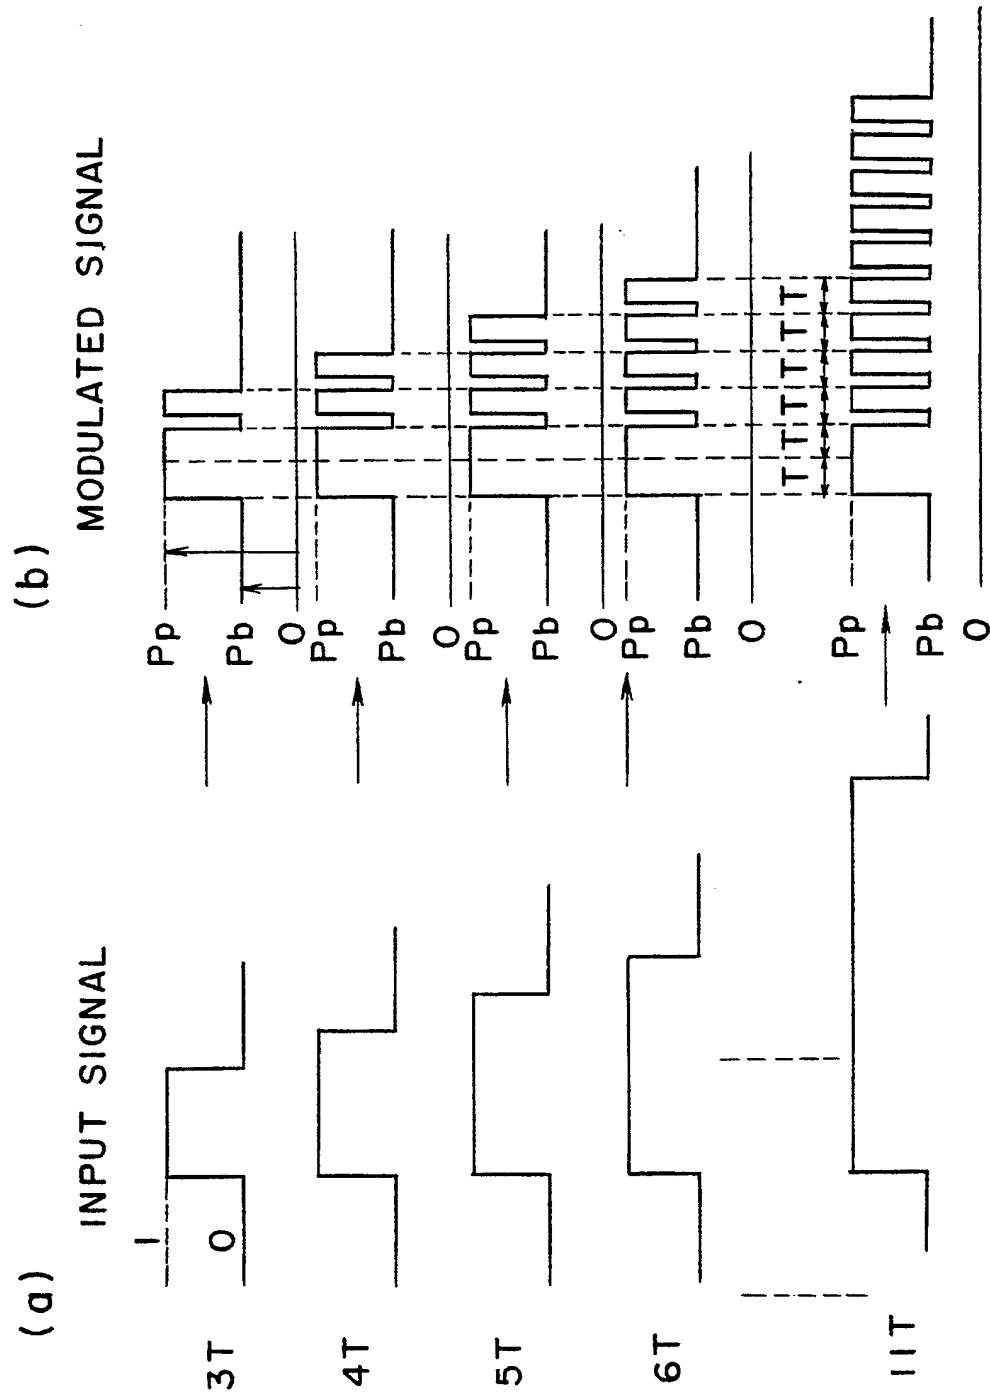 (a)
INPUT SIGNAL
(b)
MODULATED SIGNAL
3T
1
0
Pp
Pb
0
4T
Pp
Pb
0
5T
Pp
Pb
0
6T
Pp
Pb
0
T T T T T T
11T
Pp
Pb
0